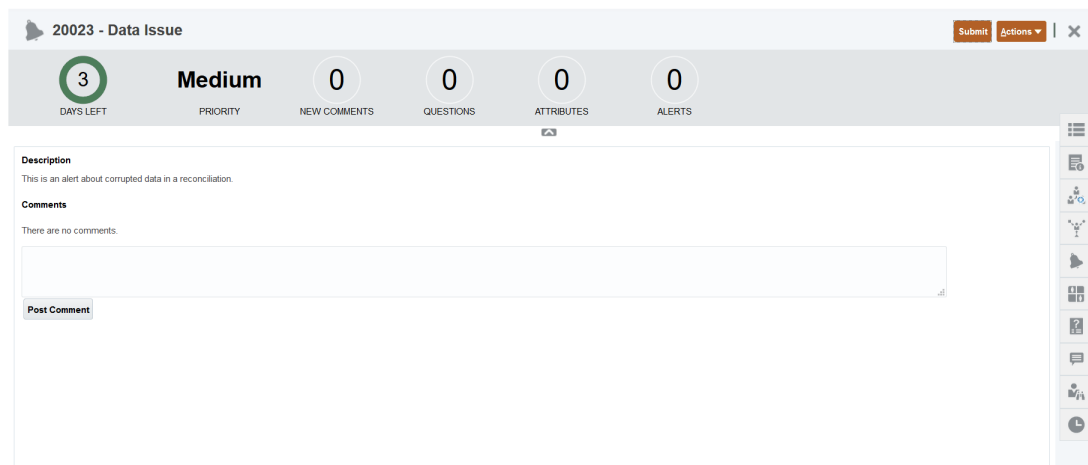 20023 - Data Issue
Submit
Actions
3
Medium
0
0
0
0
DAYS LEFT
PRIORITY
NEW COMMENTS
QUESTIONS
ATTRIBUTES
ALERTS
Description
This is an alert about corrupted data in a reconciliation.
Comments
There are no comments.
Post Comment